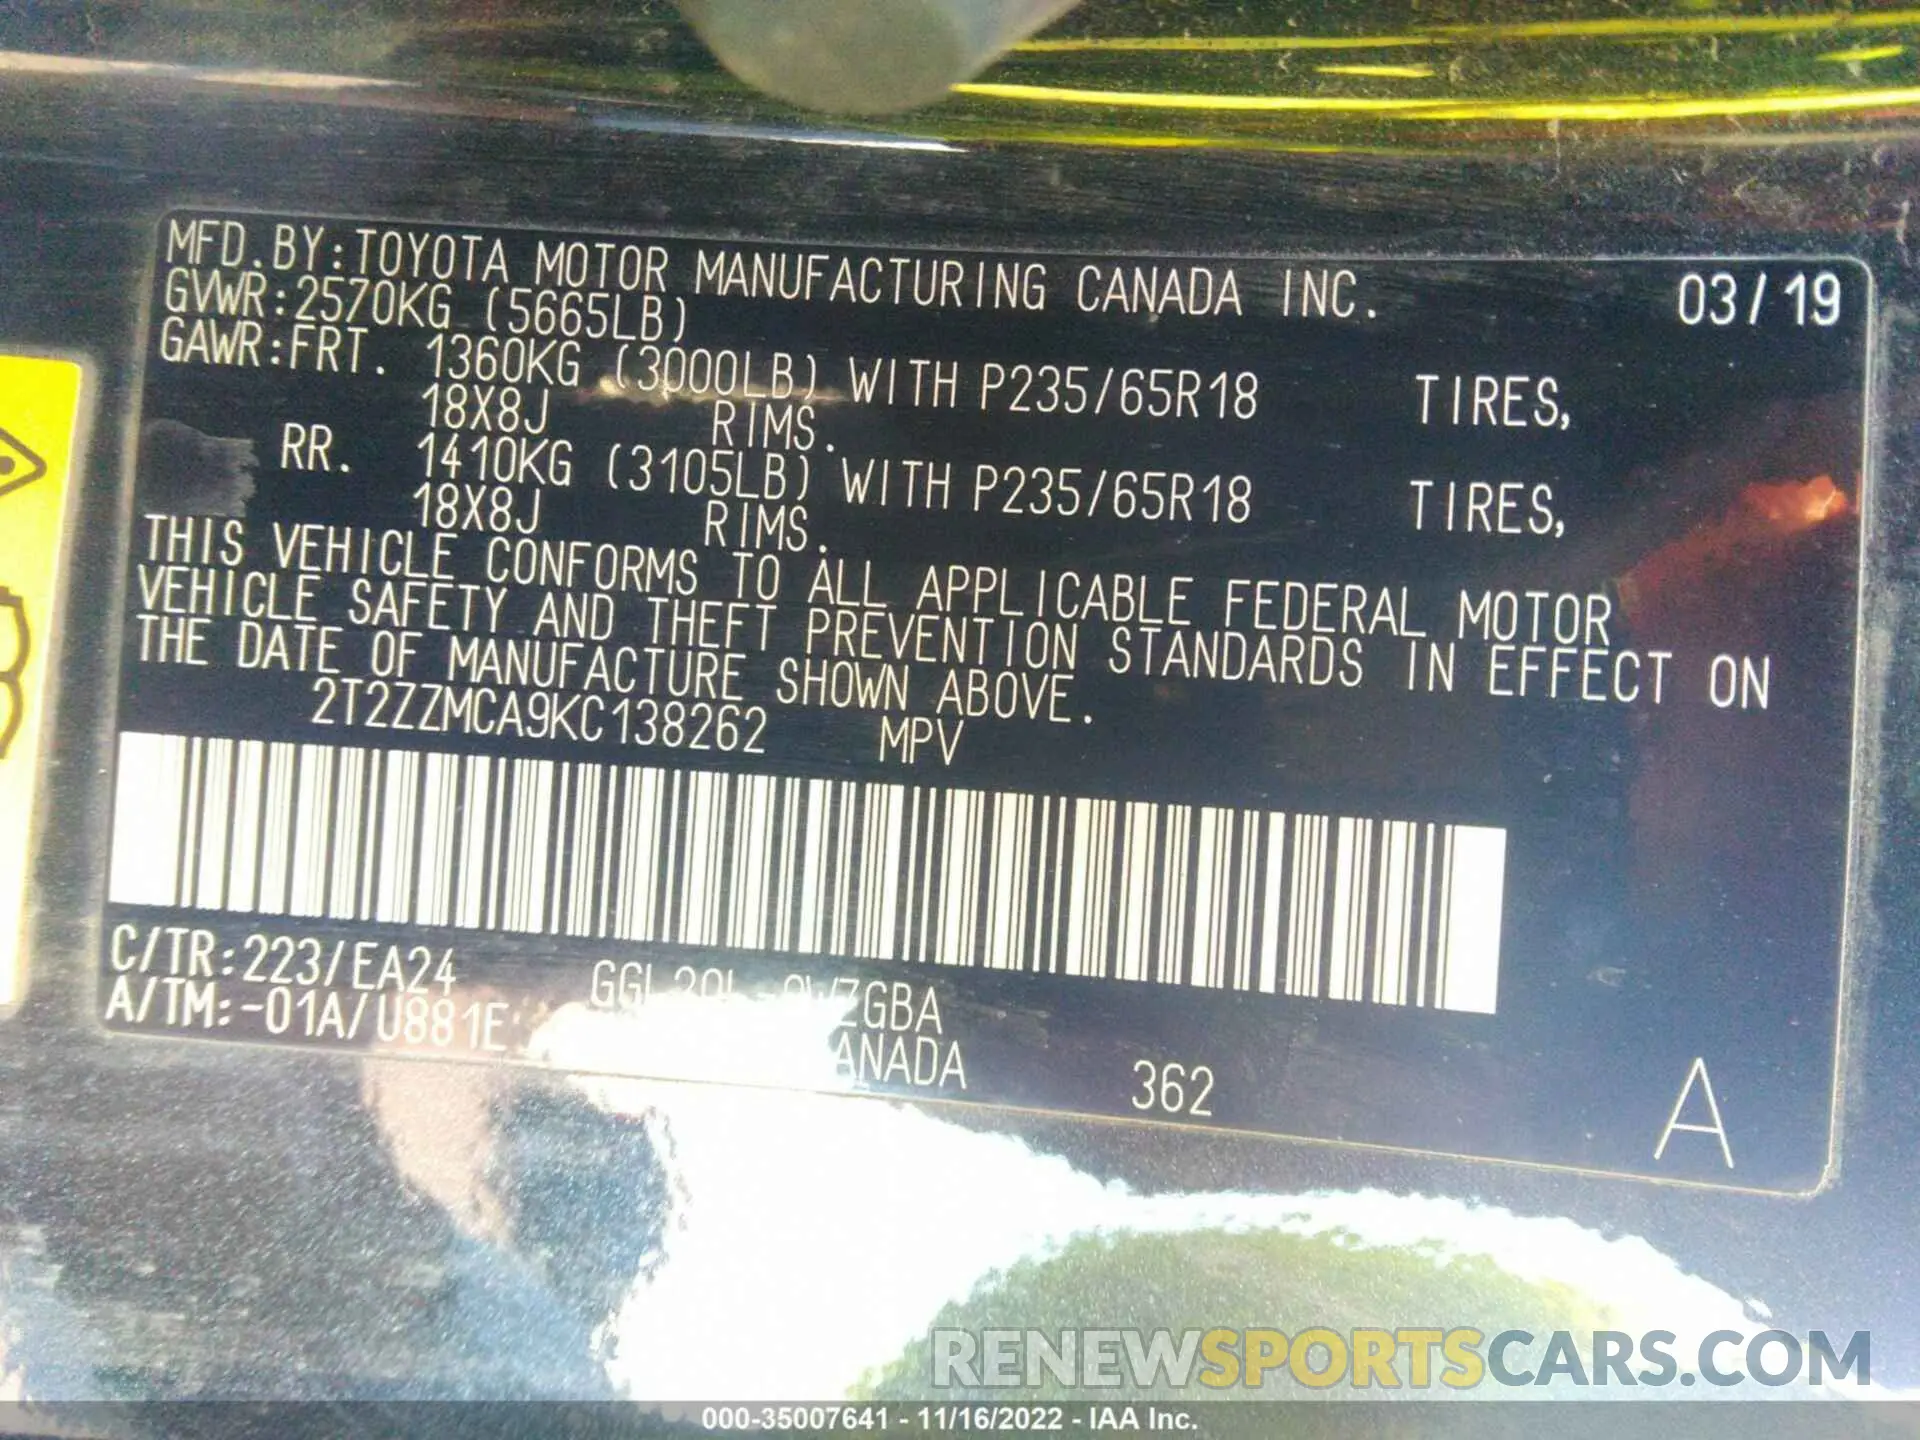 MFD.BY:TOYOTA MOTOR MANUFACTURING CANADA INC. 03/19
GVWR:2570KG (5665LB)
GAWR:FRT. 1360KG (3000LB) WITH P235/65R18 TIRES,
18X8J RIMS.
RR. 1410KG (3105LB) WITH P235/65R18 TIRES,
18X8J RIMS.
THIS VEHICLE CONFORMS TO ALL APPLICABLE FEDERAL MOTOR
VEHICLE SAFETY AND THEFT PREVENTION STANDARDS IN EFFECT ON
THE DATE OF MANUFACTURE SHOWN ABOVE.
2T2ZZMCA9KC138262 MPV
C/TR:223/EA24
A/TM:-01A/U881E
362 A
RENEWSPORTSCARS.COM
000-35007641 - 11/16/2022 - IAA Inc.